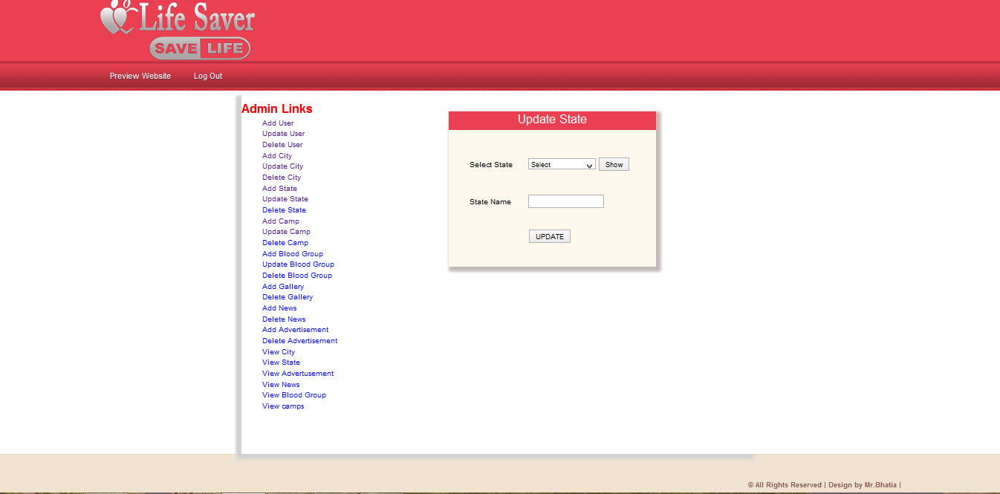 Life Saver
SAVE LIFE
Preview Website Log Out
Admin Links
Add User
Update User
Delete User
Add City
Update City
Delete City
Add State
Update State
Delete State
Add Camp
Update Camp
Delete Camp
Add Blood Group
Update Blood Group
Delete Blood Group
Add Gallery
Delete Gallery
Add News
Delete News
Add Advertisement
Delete Advertisement
View City
View State
View Advertusement
View News
View Blood Group
View camps
Update State
Select State Select Show
State Name
UPDATE
© All Rights Reserved | Design by Mr.Bhatia |